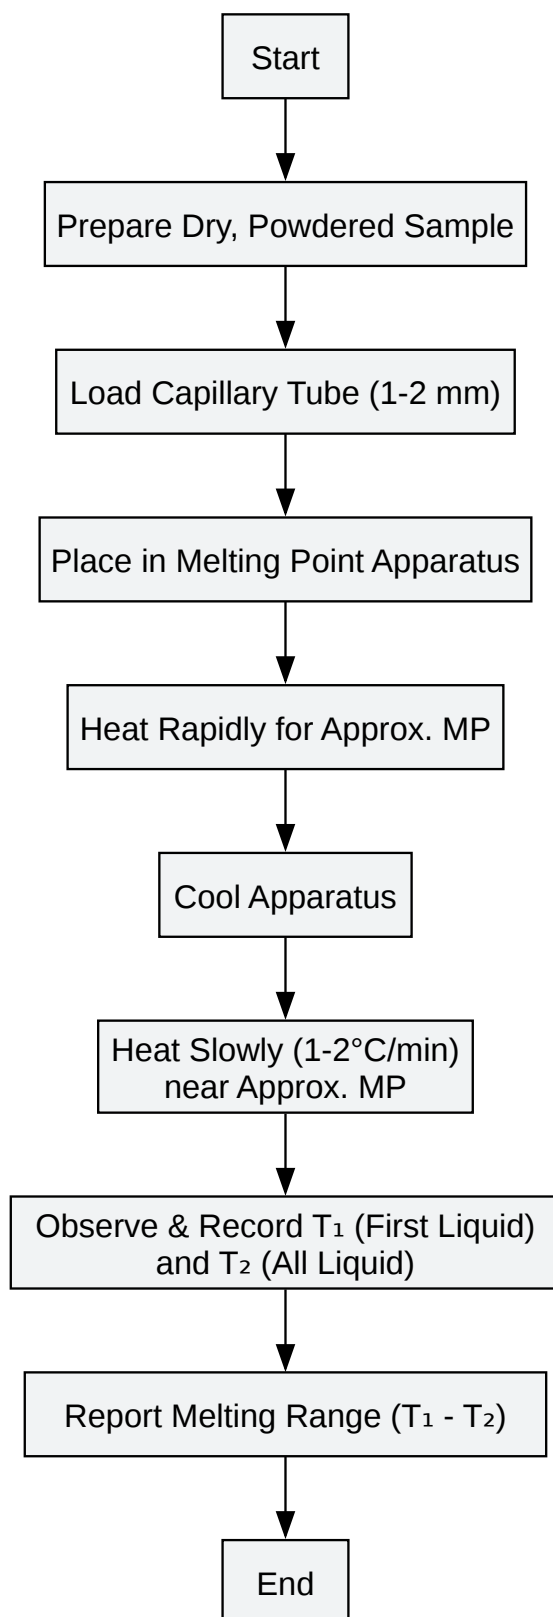 Start
Prepare Dry, Powdered Sample
Load Capillary Tube (1-2 mm)
Place in Melting Point Apparatus
Heat Rapidly for Approx. MP
Cool Apparatus
Heat Slowly (1-2°C/min)
near Approx. MP
Observe & Record T₁ (First Liquid)
and T₂ (All Liquid)
Report Melting Range (T₁ - T₂)
End